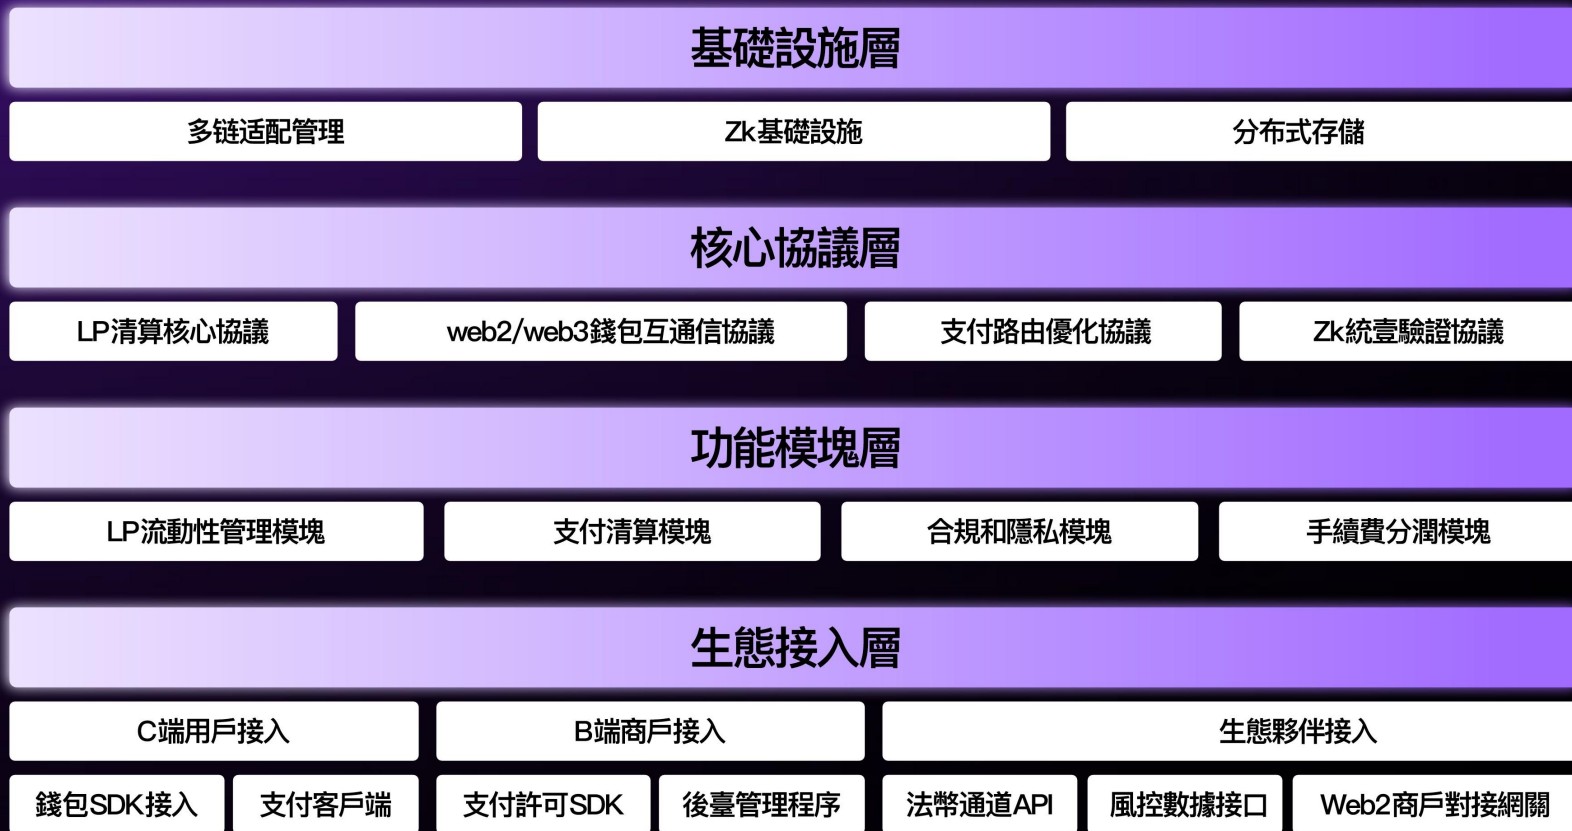 基礎設施層
多链适配管理
Zk基礎設施
分布式存儲
核心協議層
LP清算核心協議
web2/web3錢包互通信協議
支付路由優化協議
Zk統壹驗證協議
功能模塊層
LP流動性管理模塊
支付清算模塊
合規和隱私模塊
手續費分潤模塊
生態接入層
C端用戶接入
B端商戶接入
生態夥伴接入
錢包SDK接入
支付客戶端
支付許可SDK
後臺管理程序
法幣通道API
風控數據接口
Web2商戶對接網關